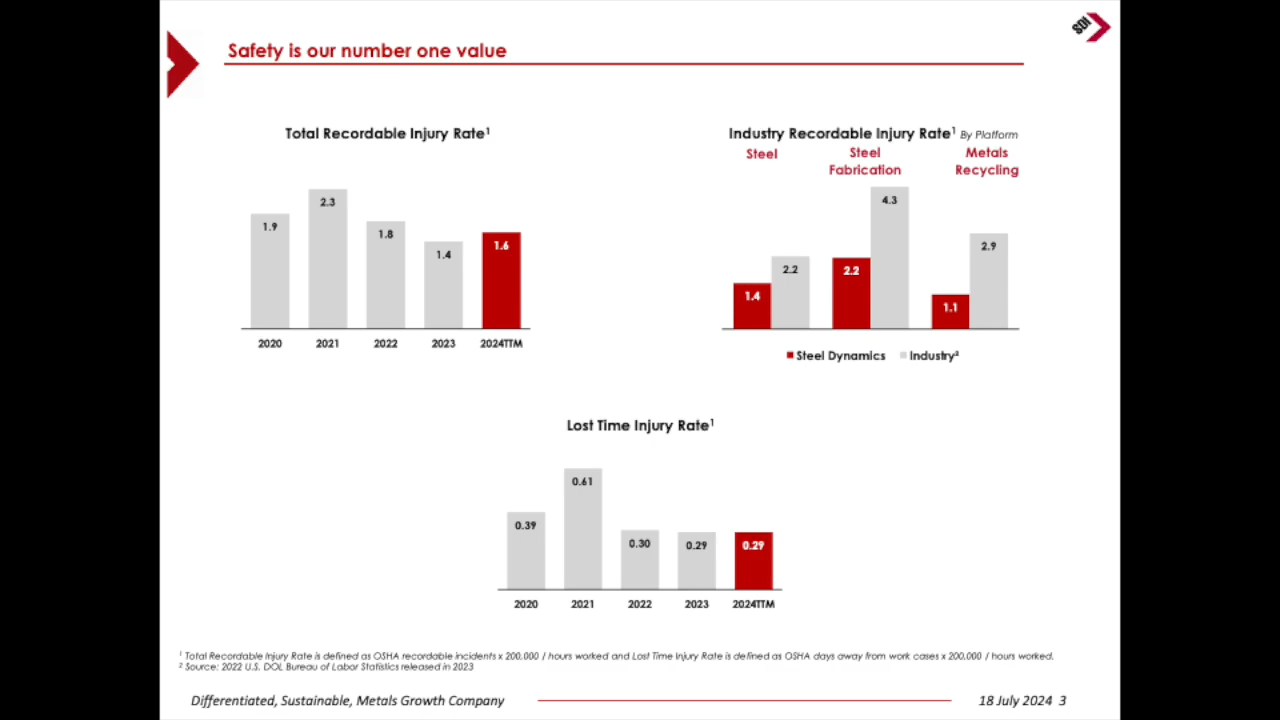 SDI
Safety is our number one value
Total Recordable Injury Rate¹
1.9
2.3
1.8
1.4
1.6
2020
2021
2022
2023
2024TTM
Industry Recordable Injury Rate¹ By Platform
Steel
Steel
Fabrication
Metals
Recycling
1.4
2.2
2.2
4.3
1.1
2.9
Steel Dynamics
Industry²
Lost Time Injury Rate¹
0.39
0.61
0.30
0.29
0.29
2020
2021
2022
2023
2024TTM
¹ Total Recordable Injury Rate is defined as OSHA recordable incidents x 200,000 / hours worked and Lost Time Injury Rate is defined as OSHA days away from work cases x 200,000 / hours worked.
² Source: 2022 U.S. DOL Bureau of Labor Statistics released in 2023
Differentiated, Sustainable, Metals Growth Company
18 July 2024 3